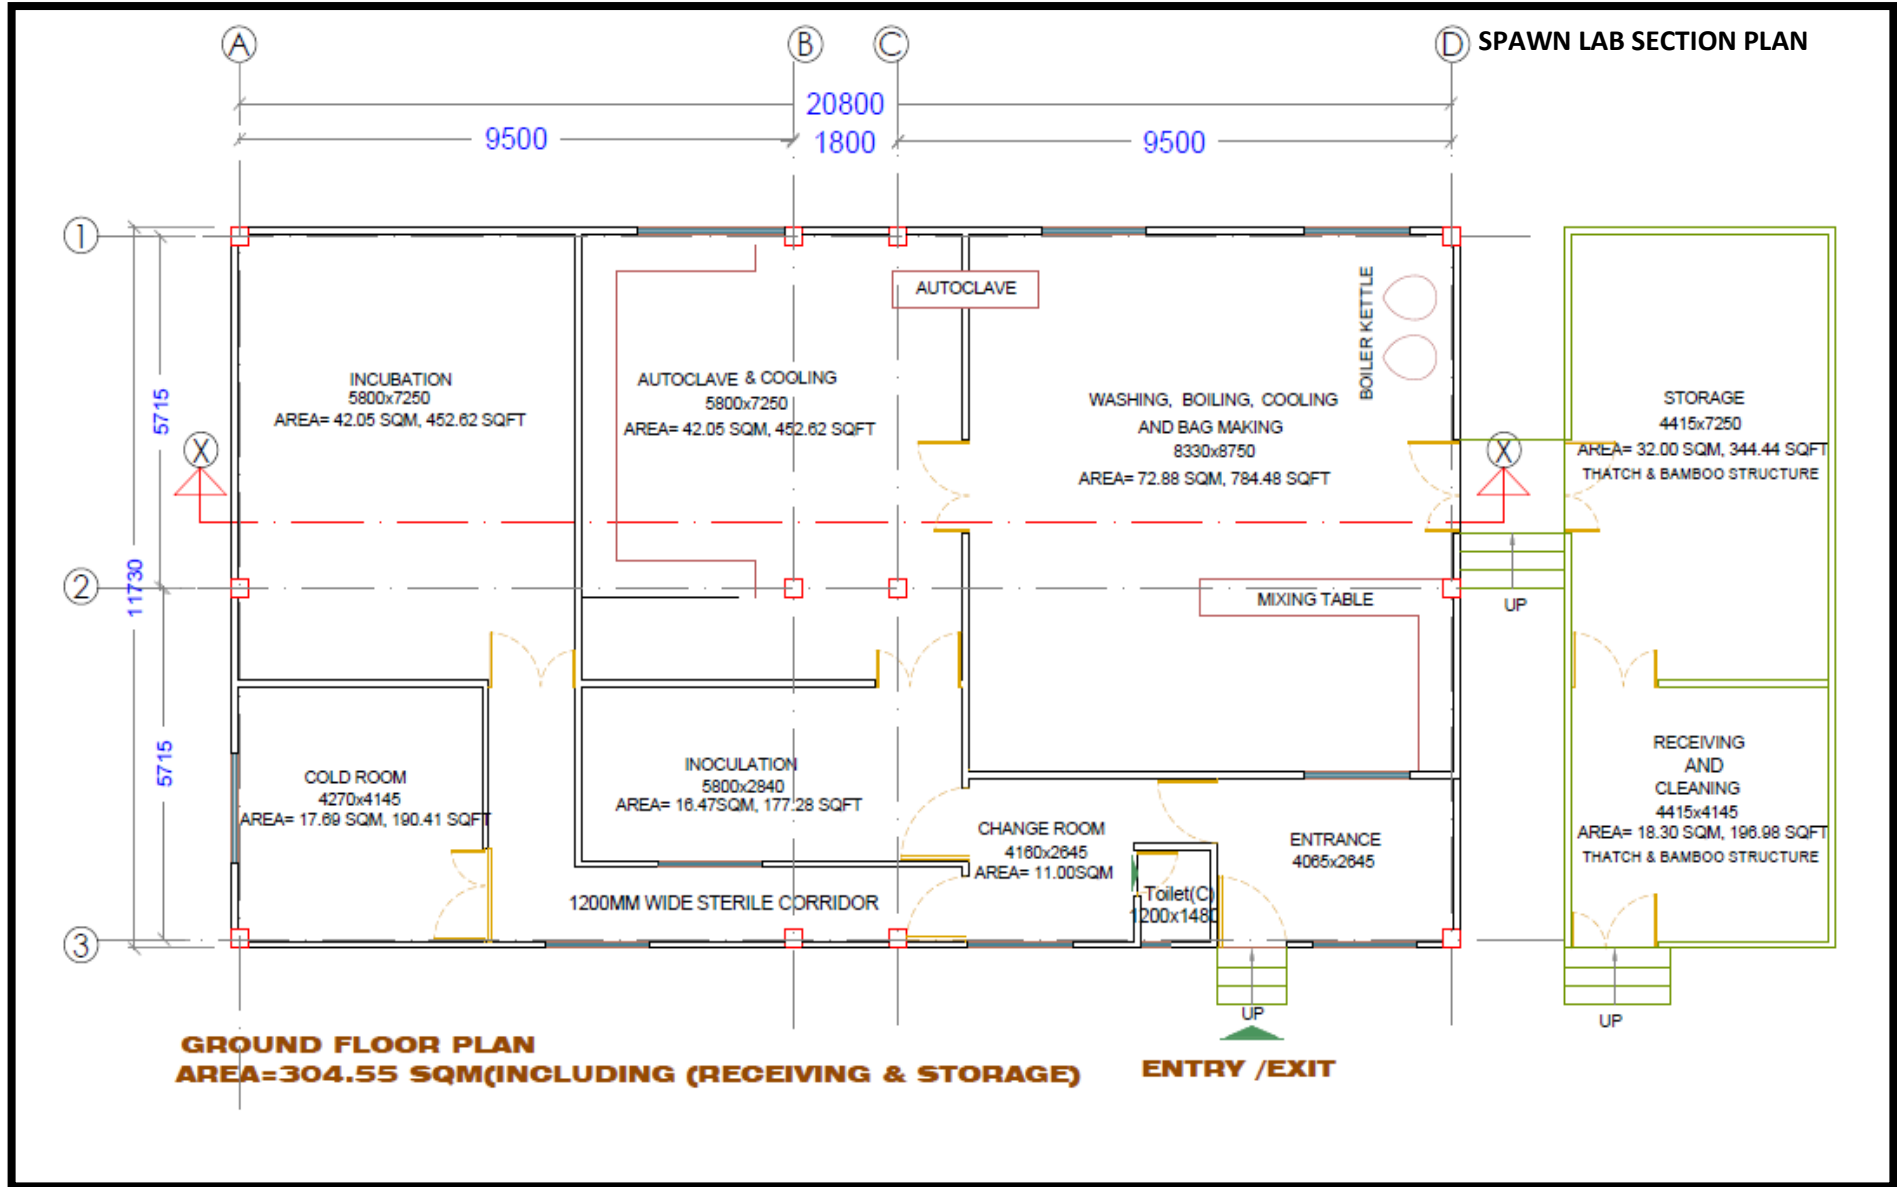 A
B
C
D
SPAWN LAB SECTION PLAN
20800
9500
1800
9500
1
2
3
11730
5715
5715
X
X
INCUBATION
5800x7250
AREA= 42.05 SQM, 452.62 SQFT
AUTOCLAVE & COOLING
5800x7250
AREA= 42.05 SQM, 452.62 SQFT
AUTOCLAVE
WASHING, BOILING, COOLING
AND BAG MAKING
8330x8750
AREA= 72.88 SQM, 784.48 SQFT
BOILER KETTLE
STORAGE
4415x7250
AREA= 32.00 SQM, 344.44 SQFT
THATCH & BAMBOO STRUCTURE
UP
MIXING TABLE
COLD ROOM
4270x4145
AREA= 17.69 SQM, 190.41 SQFT
INOCULATION
5800x2840
AREA= 16.47SQM, 177.28 SQFT
CHANGE ROOM
4160x2645
AREA= 11.00SQM
ENTRANCE
4065x2645
Toilet(C)
1200x1480
1200MM WIDE STERILE CORRIDOR
RECEIVING
AND
CLEANING
4415x4145
AREA= 18.30 SQM, 196.98 SQFT
THATCH & BAMBOO STRUCTURE
UP
UP
GROUND FLOOR PLAN
AREA=304.55 SQM(INCLUDING (RECEIVING & STORAGE)
ENTRY /EXIT